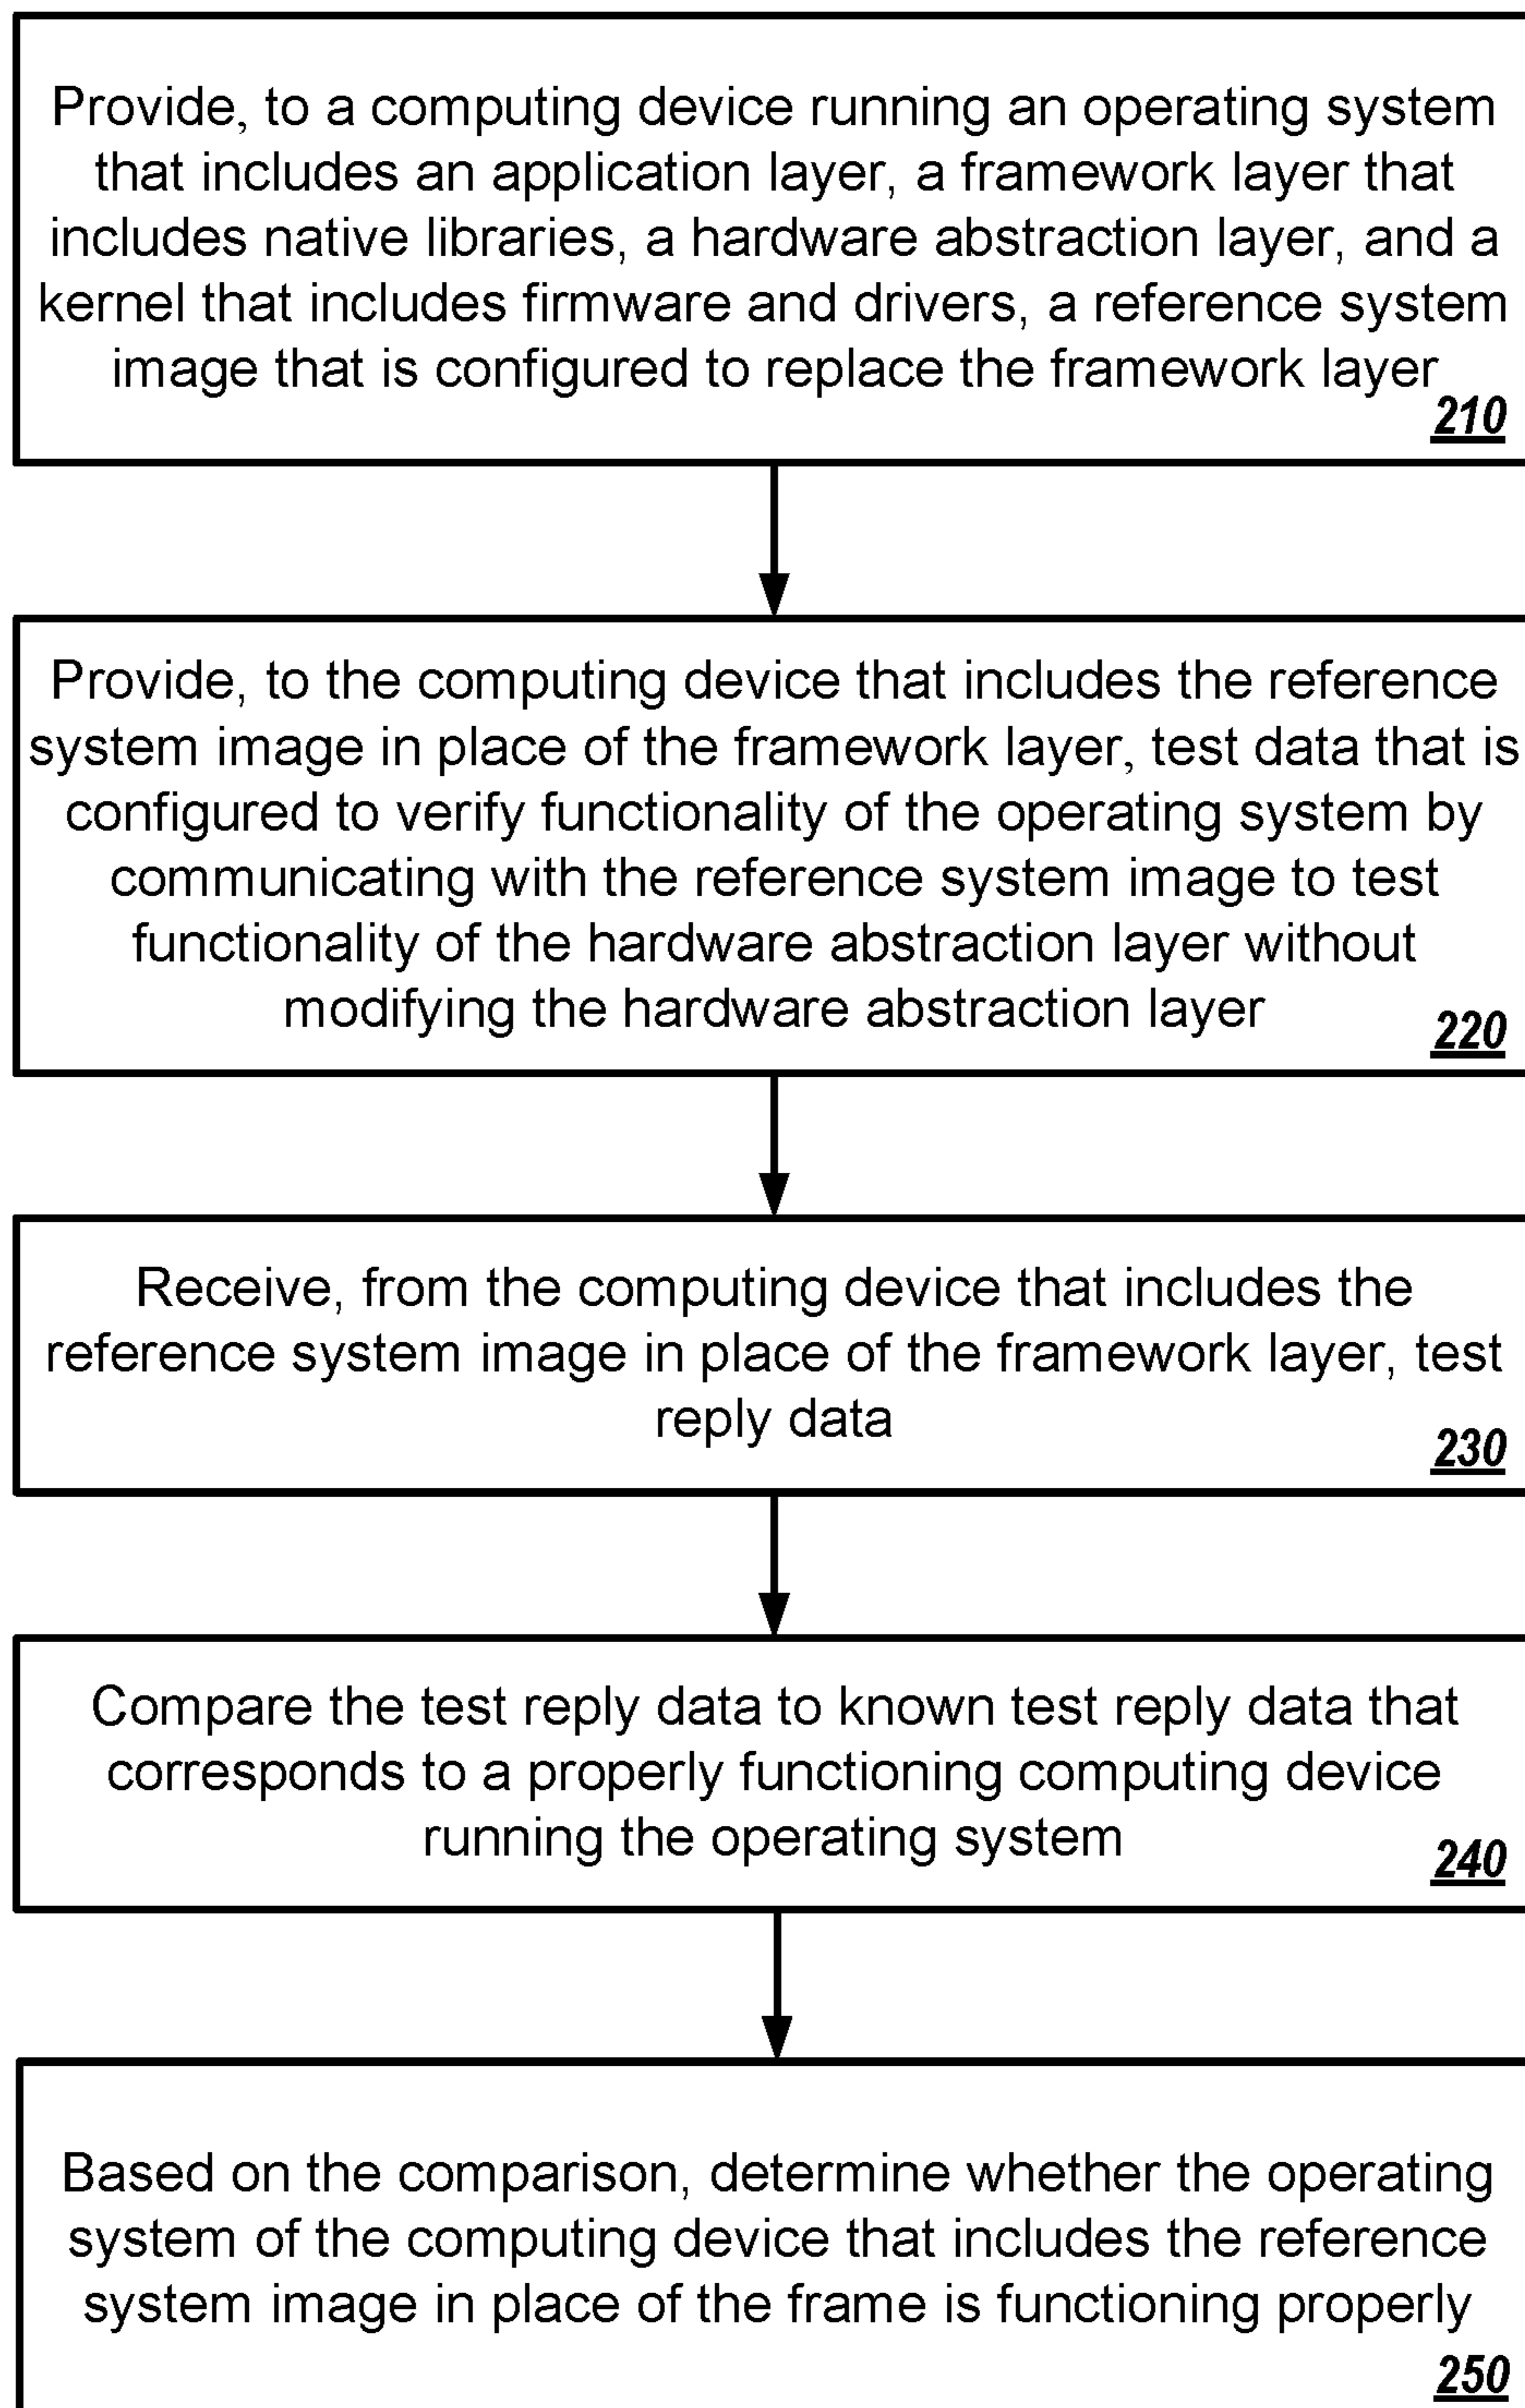 Provide, to a computing device running an operating system
that includes an application layer, a framework layer that
includes native libraries, a hardware abstraction layer, and a
kernel that includes firmware and drivers, a reference system
image that is configured to replace the framework layer
210
Provide, to the computing device that includes the reference
system image in place of the framework layer, test data that is
configured to verify functionality of the operating system by
communicating with the reference system image to test
functionality of the hardware abstraction layer without
modifying the hardware abstraction layer
220
Receive, from the computing device that includes the
reference system image in place of the framework layer, test
reply data
230
Compare the test reply data to known test reply data that
corresponds to a properly functioning computing device
running the operating system
240
Based on the comparison, determine whether the operating
system of the computing device that includes the reference
system image in place of the frame is functioning properly
250